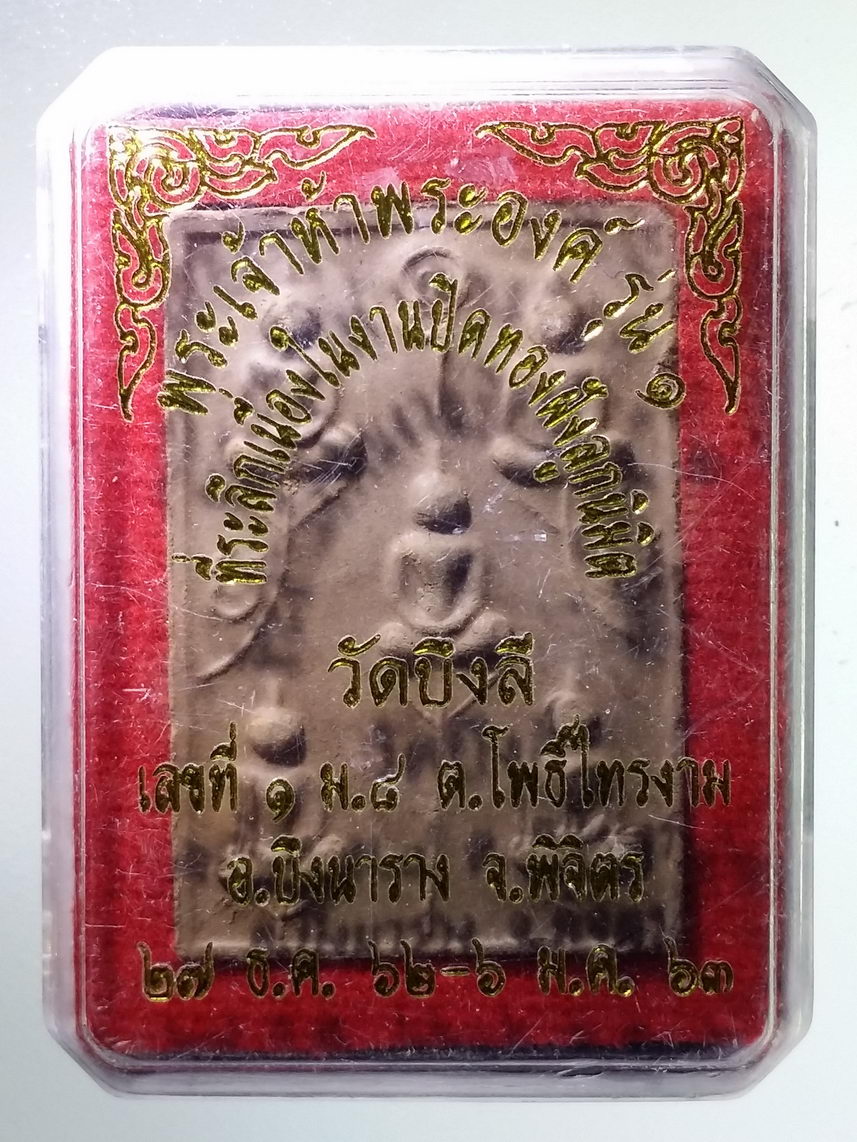 พระเจ้าห้าพระองค์ รุ่น ๑
ที่ระลึกเนื่องในงานปิดทองฝังลูกนิมิต
วัดบึงลี
เลขที่ ๑ ม.๘ ต.โพธิ์ไทรงาม
อ.บึงนาราง จ.พิจิตร
๒๗ ธ.ค. ๖๒-๖ ม.ค. ๖๓